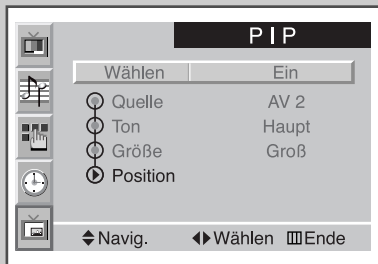 PIP
Wählen Ein
Quelle AV 2
Ton Haupt
Größe Groß
Position
Navig. Wählen Ende